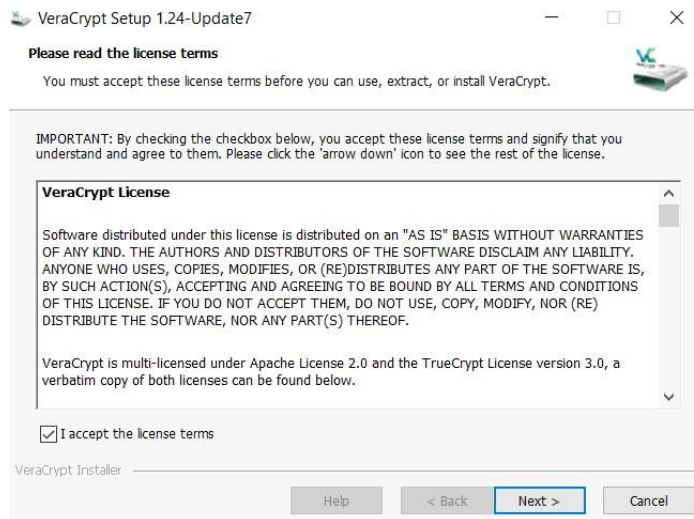 VeraCrypt Setup 1.24-Update7
Please read the license terms
You must accept these license terms before you can use, extract, or install VeraCrypt.
IMPORTANT: By checking the checkbox below, you accept these license terms and signify that you
understand and agree to them. Please click the 'arrow down' icon to see the rest of the license.
VeraCrypt License
Software distributed under this license is distributed on an "AS IS" BASIS WITHOUT WARRANTIES
OF ANY KIND. THE AUTHORS AND DISTRIBUTORS OF THE SOFTWARE DISCLAIM ANY LIABILITY.
ANYONE WHO USES, COPIES, MODIFIES, OR (RE)DISTRIBUTES ANY PART OF THE SOFTWARE IS,
BY SUCH ACTION(S), ACCEPTING AND AGREEING TO BE BOUND BY ALL TERMS AND CONDITIONS
OF THIS LICENSE. IF YOU DO NOT ACCEPT THEM, DO NOT USE, COPY, MODIFY, NOR (RE)
DISTRIBUTE THE SOFTWARE, NOR ANY PART(S) THEREOF.
VeraCrypt is multi-licensed under Apache License 2.0 and the TrueCrypt License version 3.0, a
verbatim copy of both licenses can be found below.
I accept the license terms
VeraCrypt Installer
Help < Back Next > Cancel